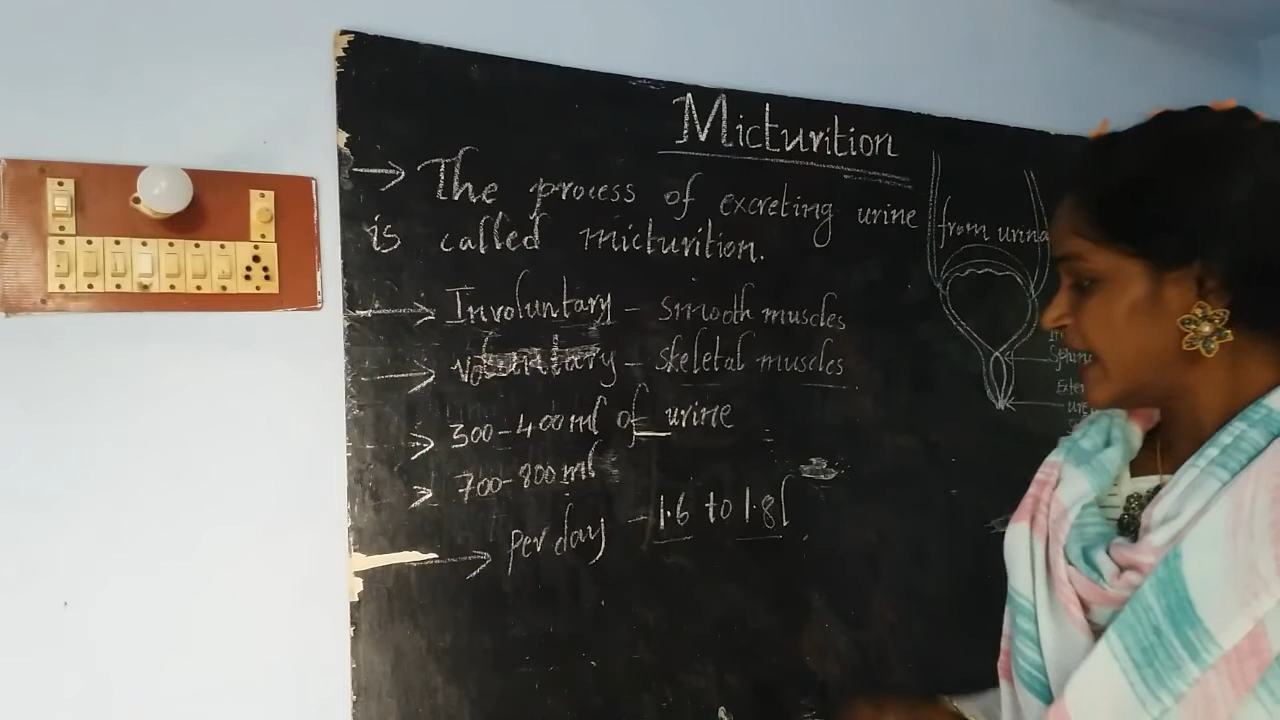 Micturition
→ The process of excreting urine from urina
is called micturition.
→ Involuntary - smooth muscles
→ voluntary - skeletal muscles
> 300-400ml of urine
> 700-800ml
→ per day - 1.6 to 1.8l